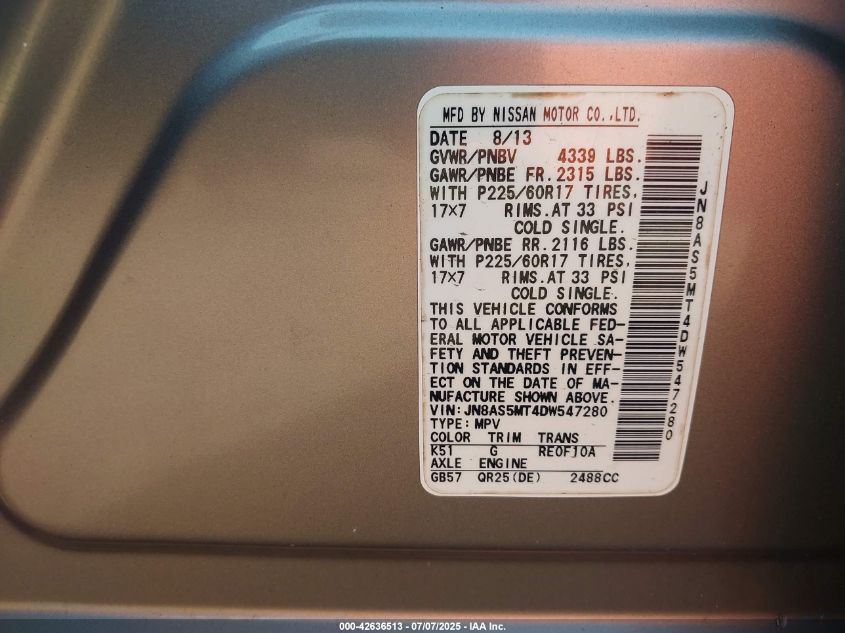 MFD BY NISSAN MOTOR CO.,LTD.
DATE 8/13
GVWR/PNBV 4339 LBS.
GAWR/PNBE FR. 2315 LBS.
WITH P225/60R17 TIRES,
17×7 RIMS.AT 33 PSI
COLD SINGLE.
GAWR/PNBE RR. 2116 LBS.
WITH P225/60R17 TIRES,
17×7 RIMS.AT 33 PSI
COLD SINGLE.
THIS VEHICLE CONFORMS
TO ALL APPLICABLE FED-
ERAL MOTOR VEHICLE SA-
FETY AND THEFT PREVEN-
TION STANDARDS IN EFF-
ECT ON THE DATE OF MA-
NUFACTURE SHOWN ABOVE.
VIN:JN8AS5MT4DW547280
TYPE:MPV
COLOR TRIM TRANS
K51 G RE0F10A
AXLE ENGINE
GB57 QR25(DE) 2488CC
JN8AS5MT4DW547280
000-42636513 - 07/07/2025 - IAA Inc.